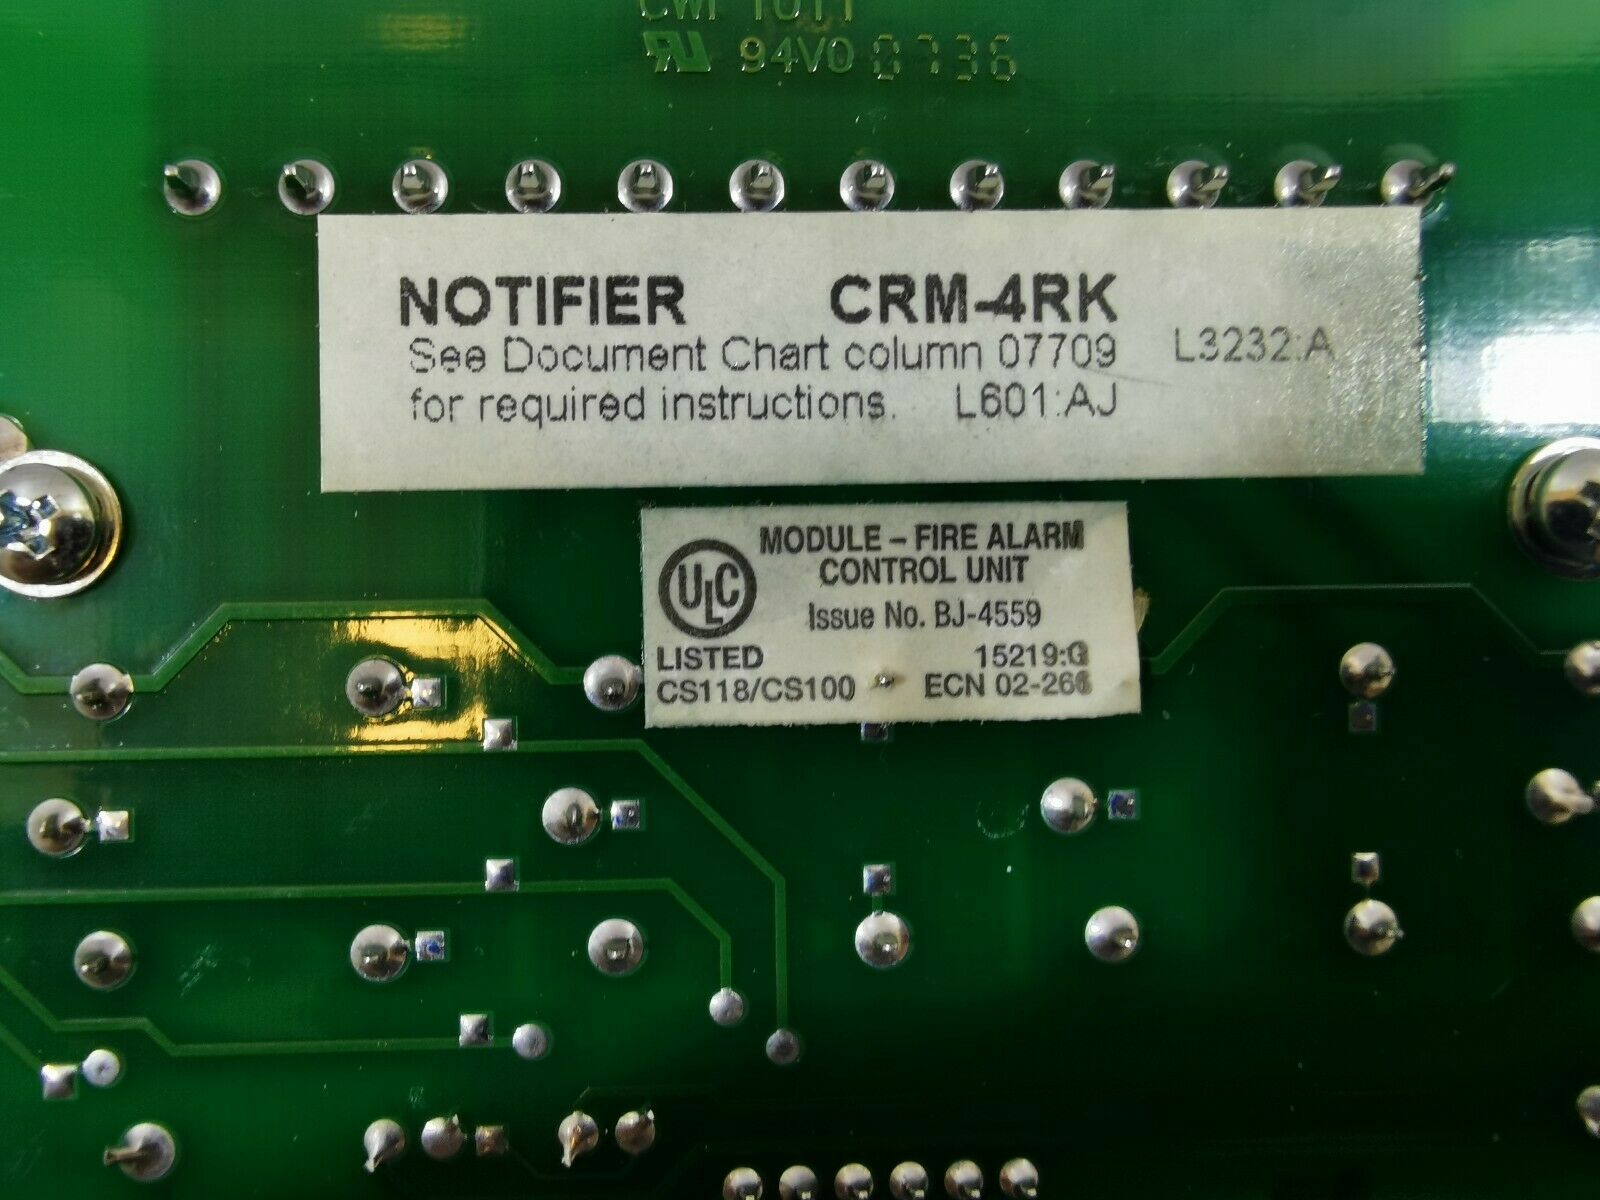 94V0 0736
NOTIFIER CRM-4RK
See Document Chart column 07709 L3232:A
for required instructions. L601:AJ
MODULE - FIRE ALARM
CONTROL UNIT
ULC
Issue No. BJ-4559
LISTED 15219:G
CS118/CS100 ECN 02-266